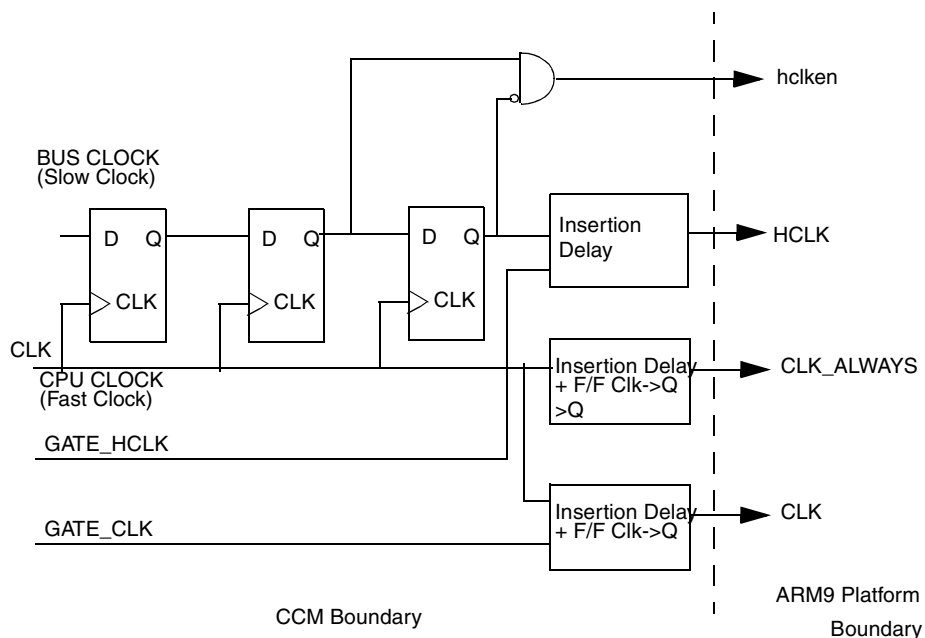 hclken
BUS CLOCK
(Slow Clock)
D Q
CLK
D Q
CLK
D Q
CLK
Insertion
Delay
HCLK
CLK
CPU CLOCK
(Fast Clock)
Insertion Delay
+ F/F Clk->Q
>Q
CLK_ALWAYS
GATE_HCLK
GATE_CLK
Insertion Delay
+ F/F Clk->Q
CLK
CCM Boundary
ARM9 Platform
Boundary